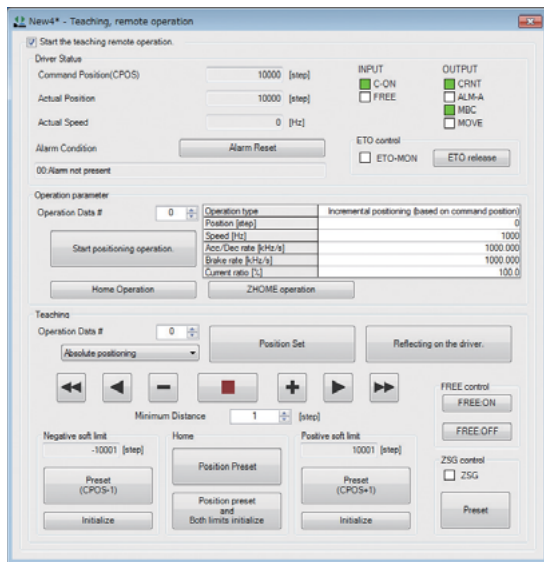 New4* - Teaching, remote operation
Start the teaching remote operation.
Driver Status
Command Position(CPOS) 10000 [step]
Actual Position 10000 [step]
Actual Speed 0 [Hz]
Alarm Condition Alarm Reset
00:Alarm not present
INPUT
C-ON
FREE
OUTPUT
CRNT
ALM-A
MBC
MOVE
ETO control
ETO-MON ETO release
Operation parameter
Operation Data # 0
Start positioning operation.
Operation type Incremental positioning (based on command position)
Position [step] 0
Speed [Hz] 1000
Acc/Dec rate [kHz/s] 1000.000
Brake rate [kHz/s] 1000.000
Current ratio [%] 100.0
Home Operation ZHOME operation
Teaching
Operation Data # 0
Absolute positioning
Position Set
Reflecting on the driver.
Minimum Distance 1 [step]
Negative soft limit
-10001 [step]
Preset
(CPOS-1)
Initialize
Home
Position Preset
Position preset
and
Both limits initialize
Positive soft limit
10001 [step]
Preset
(CPOS+1)
Initialize
FREE control
FREE:ON
FREE:OFF
ZSG control
ZSG
Preset